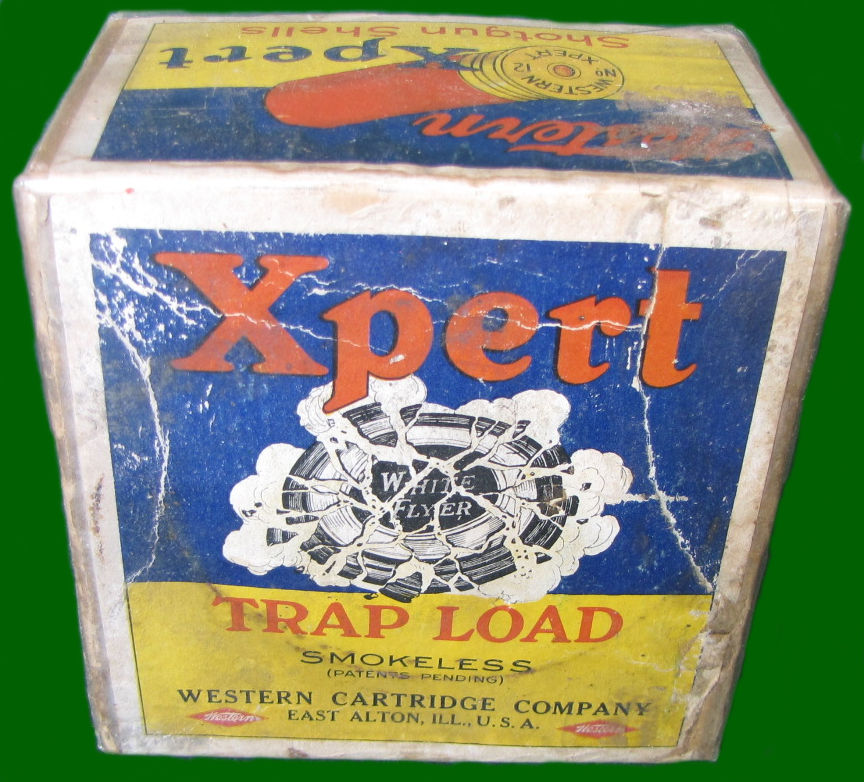 Shotgun Shells
Xpert
WESTERN
No 12
XPERT
Western
Xpert
WHITE
FLYER
TRAP LOAD
SMOKELESS
(PATENTS PENDING)
WESTERN CARTRIDGE COMPANY
Western EAST ALTON, ILL., U.S.A. Western